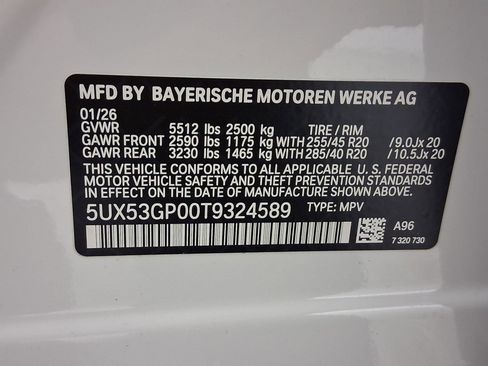 MFD BY BAYERISCHE MOTOREN WERKE AG
01/26
GVWR 5512 lbs 2500 kg TIRE / RIM
GAWR FRONT 2590 lbs 1175 kg WITH 255/45 R20 / 9.0Jx 20
GAWR REAR 3230 lbs 1465 kg WITH 285/40 R20 / 10.5Jx 20
THIS VEHICLE CONFORMS TO ALL APPLICABLE U. S. FEDERAL
MOTOR VEHICLE SAFETY AND THEFT PREVENTION STANDARDS
IN EFFECT ON THE DATE OF MANUFACTURE SHOWN ABOVE.
5UX53GP00T9324589 TYPE: MPV
A96
7 320 730